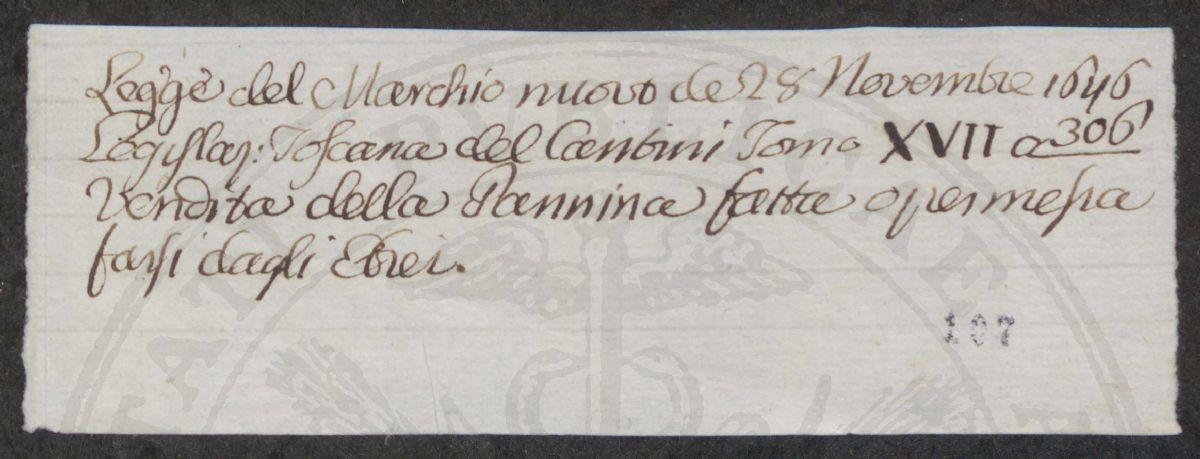 Legge del Marchio nuovo de 28 Novembre 1646
Legislaz: Toscana del Cantini Tomo XVII a 306
Vendita della Pannina fatta o permessa
farsi dagli Ebrei.
107